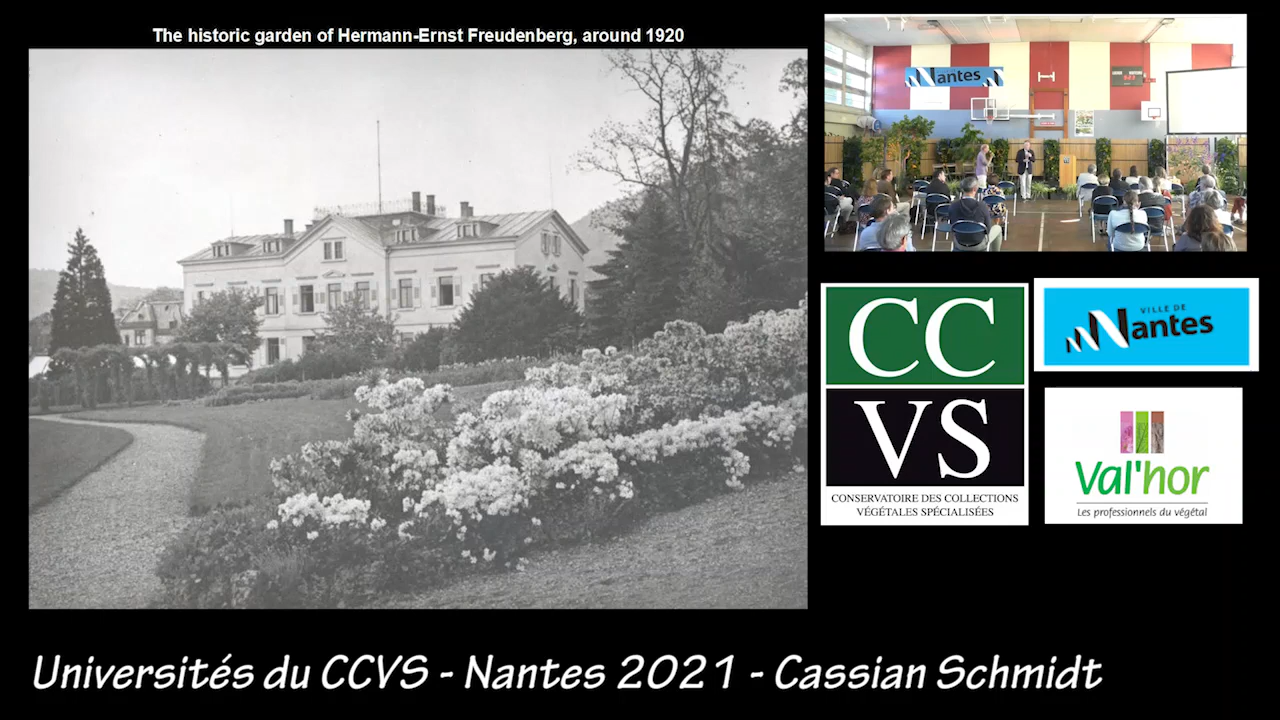 The historic garden of Hermann-Ernst Freudenberg, around 1920
Nantes
CC
VS
CONSERVATOIRE DES COLLECTIONS
VÉGÉTALES SPÉCIALISÉES
VILLE DE
Nantes
Val'hor
Les professionnels du végétal
Universités du CCVS - Nantes 2021 - Cassian Schmidt